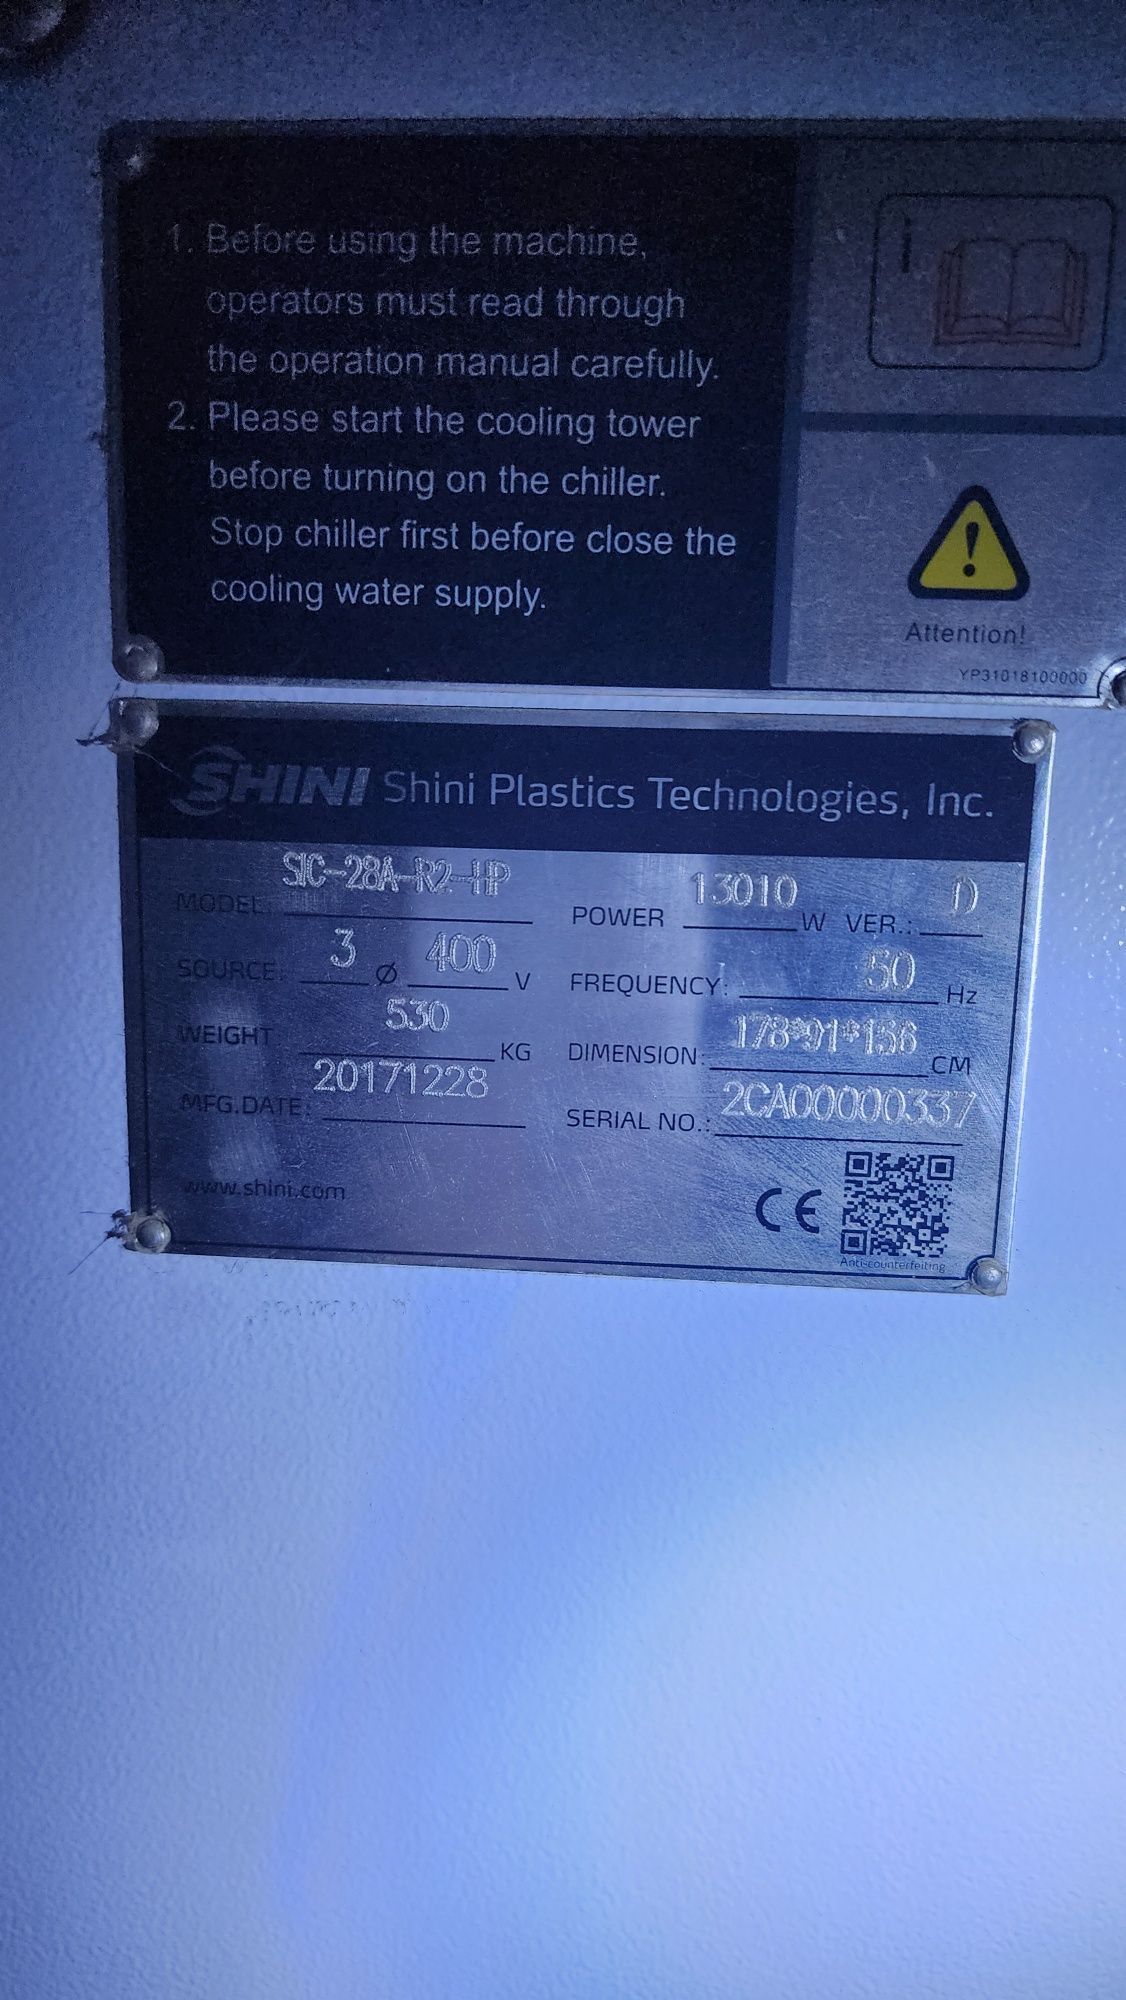 1. Before using the machine,
operators must read through
the operation manual carefully.
2. Please start the cooling tower
before turning on the chiller.
Stop chiller first before close the
cooling water supply.
i
Attention!
YP31018100000
SHINI Shini Plastics Technologies, Inc.
MODEL: SIC-28A-R2-HP POWER 13010 W VER.: D
SOURCE: 3 Ø 400 V FREQUENCY: 50 Hz
WEIGHT 530 KG DIMENSION: 178*91*156 CM
MFG.DATE: 20171228 SERIAL NO.: 2CA00000337
www.shini.com
CE
Anti-counterfeiting